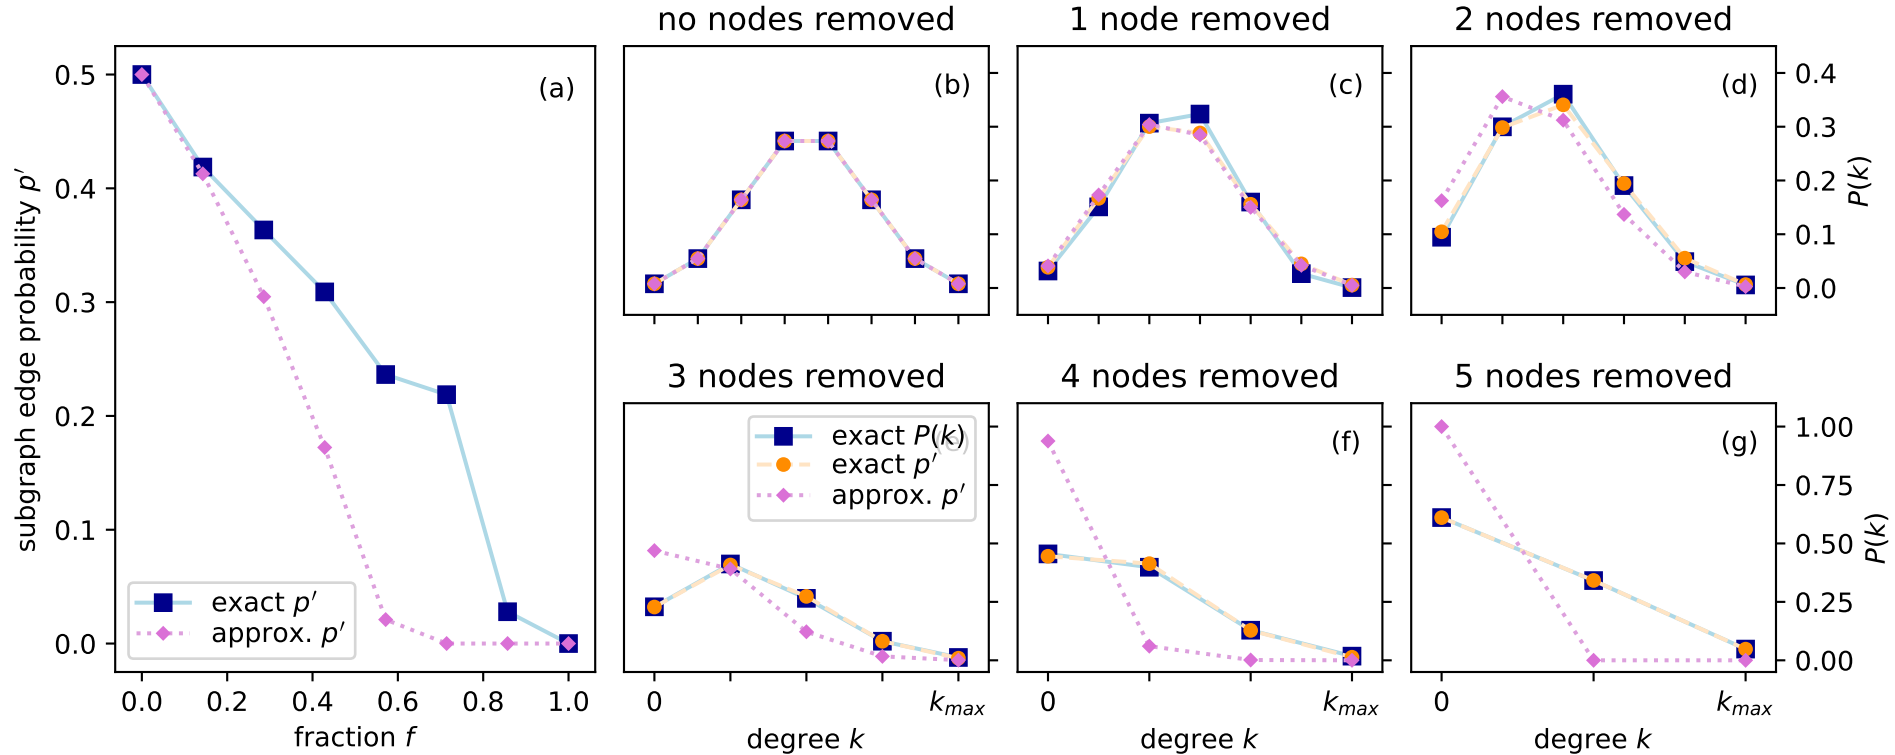 no nodes removed
1 node removed
2 nodes removed
(a)
(b)
(c)
(d)
0.5
0.4
0.3
0.2
0.1
0.0
subgraph edge probability p′
exact p′
approx. p′
0.0 0.2 0.4 0.6 0.8 1.0
fraction f
0.4
0.3
0.2
0.1
0.0
P(k)
3 nodes removed
4 nodes removed
5 nodes removed
exact P(k)
exact p′
approx. p′
(e)
(f)
(g)
1.00
0.75
0.50
0.25
0.00
P(k)
0 kmax
0 kmax
0 kmax
degree k
degree k
degree k